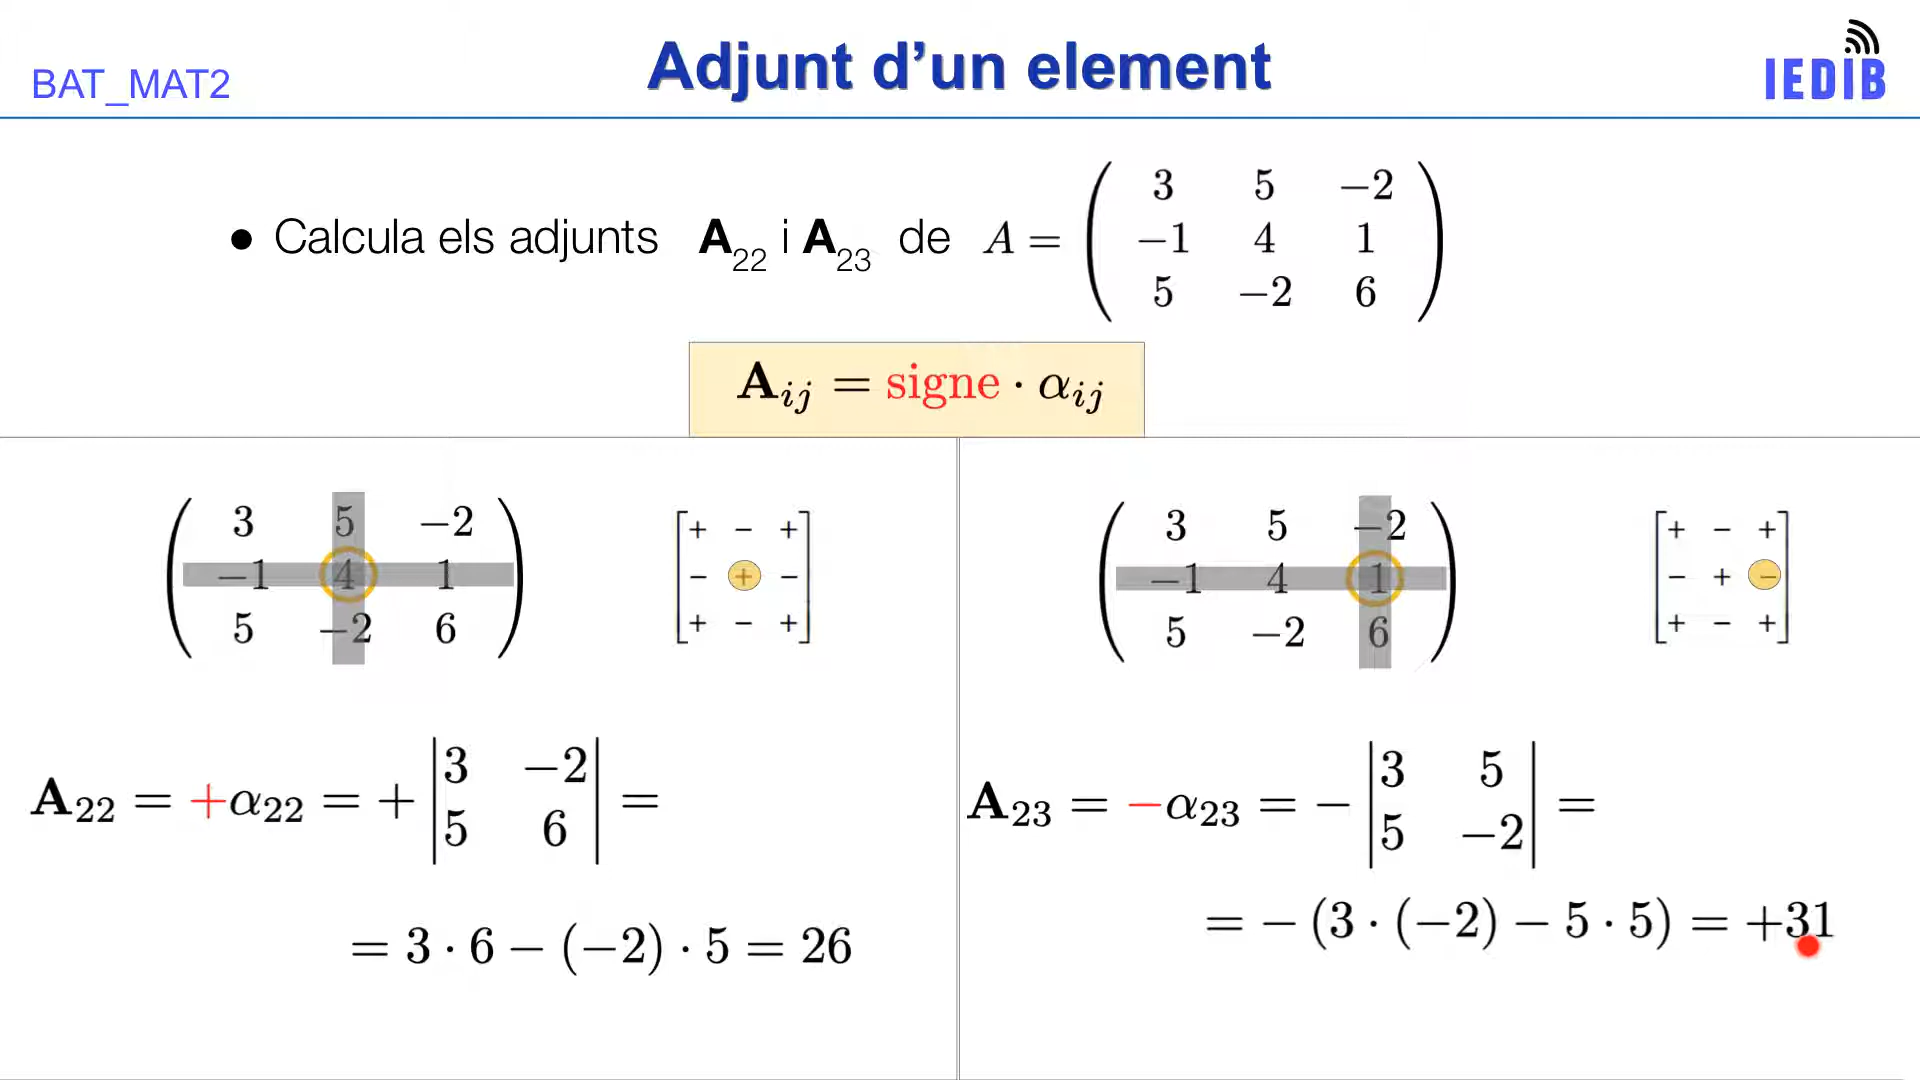 BAT_MAT2
Adjunt d’un element
IEDIB
● Calcula els adjunts A₂₂ i A₂₃ de A =
3 5 −2
−1 4 1
5 −2 6
Aᵢⱼ = signe · αᵢⱼ
3 5 −2
−1 4 1
5 −2 6
+ − +
− + −
+ − +
A₂₂ = +α₂₂ = + |3 −2| =
|5 6|
= 3 · 6 − (−2) · 5 = 26
3 5 −2
−1 4 1
5 −2 6
+ − +
− + −
+ − +
A₂₃ = −α₂₃ = − |3 5| =
|5 −2|
= − (3 · (−2) − 5 · 5) = +31